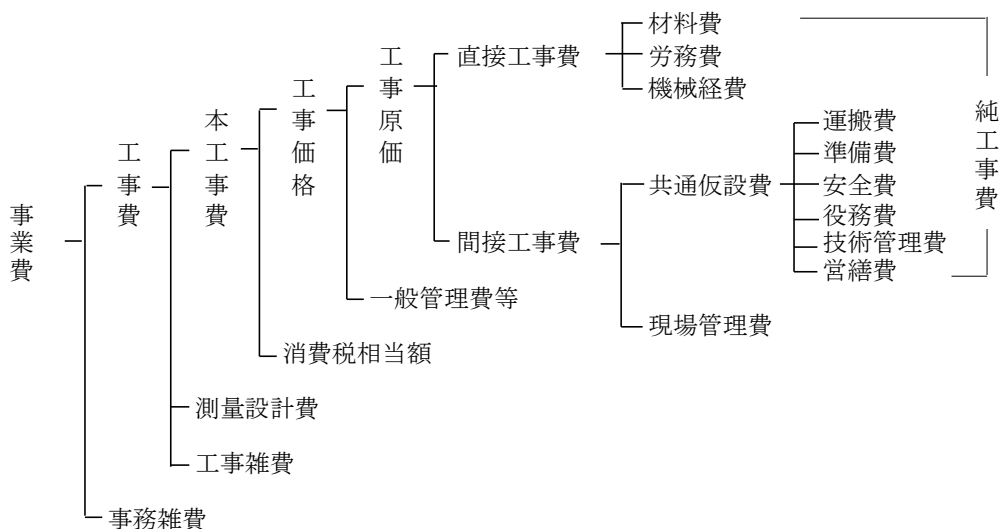 事業費
工事費
本工事費
工事価格
工事原価
直接工事費
材料費
労務費
機械経費
間接工事費
共通仮設費
運搬費
準備費
安全費
役務費
技術管理費
営繕費
現場管理費
純工事費
一般管理費等
消費税相当額
測量設計費
工事雑費
事務雑費